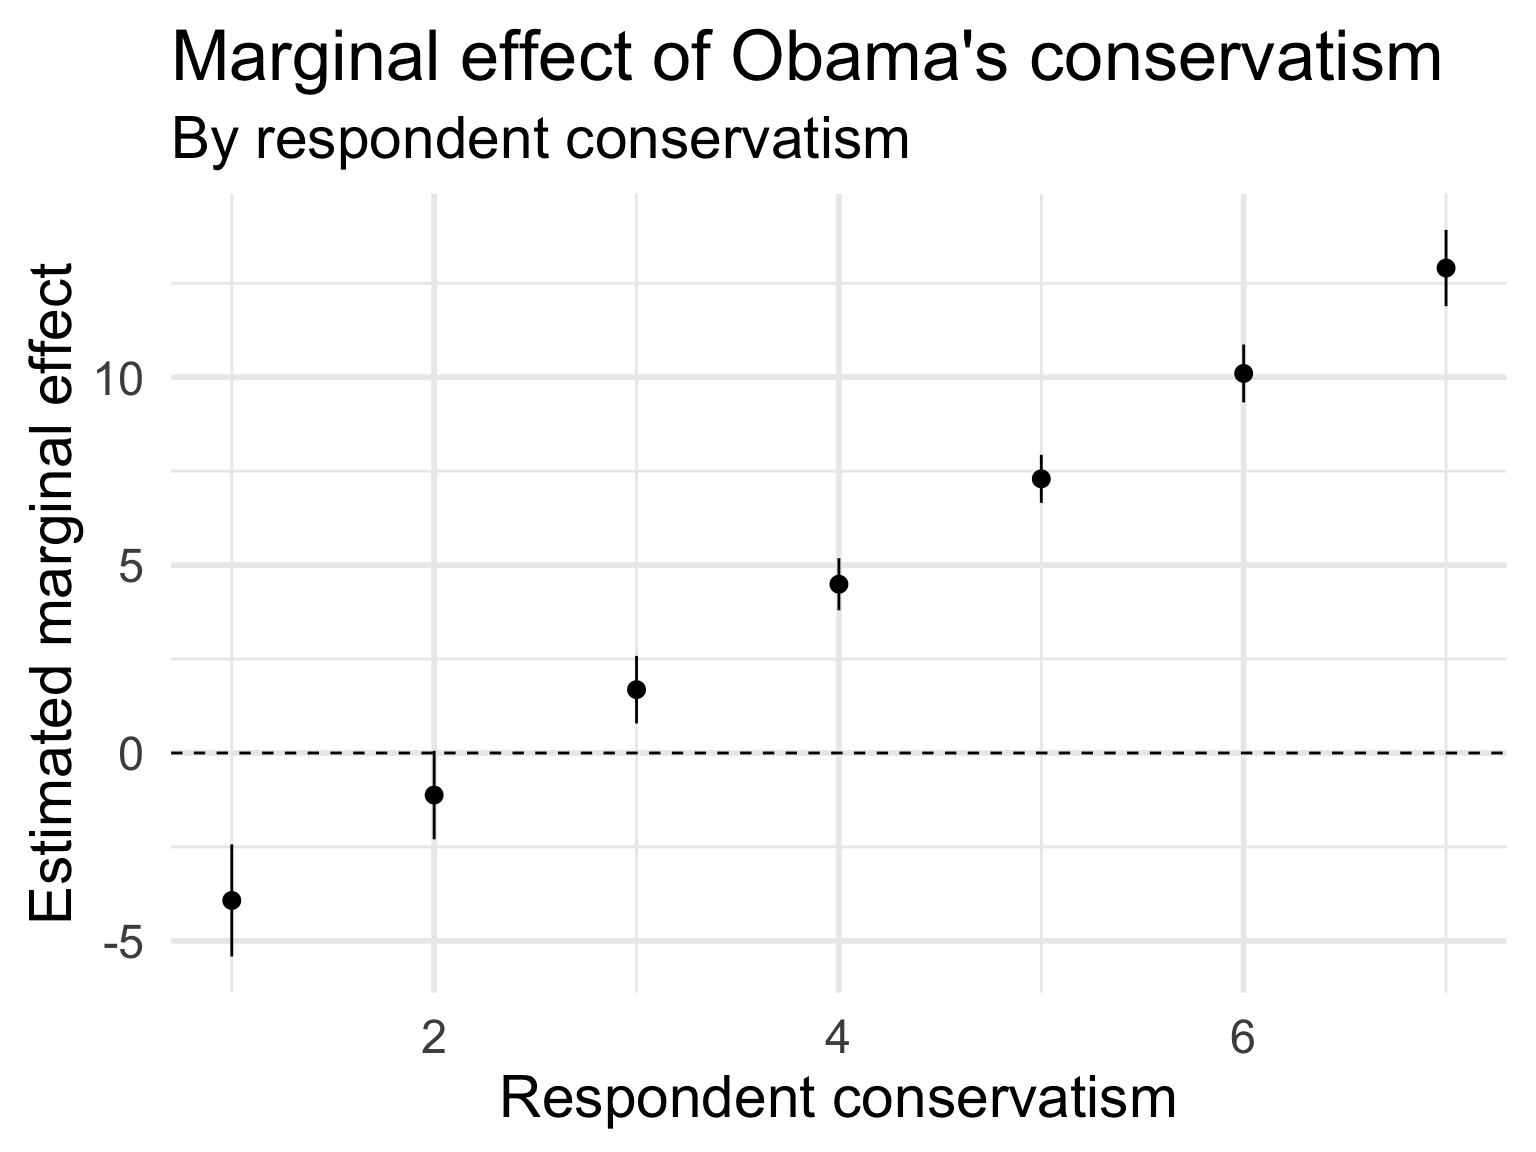 Marginal effect of Obama's conservatism
By respondent conservatism
Estimated marginal effect
10
5
0
-5
2
4
6
Respondent conservatism